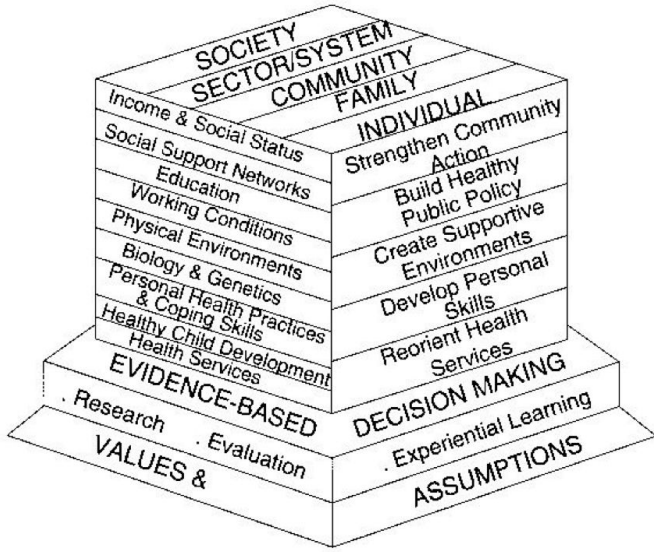 SOCIETY
SECTOR/SYSTEM
COMMUNITY
FAMILY
INDIVIDUAL
Income & Social Status
Social Support Networks
Education
Working Conditions
Physical Environments
Biology & Genetics
Personal Health Practices
& Coping Skills
Healthy Child Development
Health Services
Strengthen Community
Action
Build Healthy
Public Policy
Create Supportive
Environments
Develop Personal
Skills
Reorient Health
Services
EVIDENCE-BASED
DECISION MAKING
. Research
. Evaluation
. Experiential Learning
VALUES &
ASSUMPTIONS